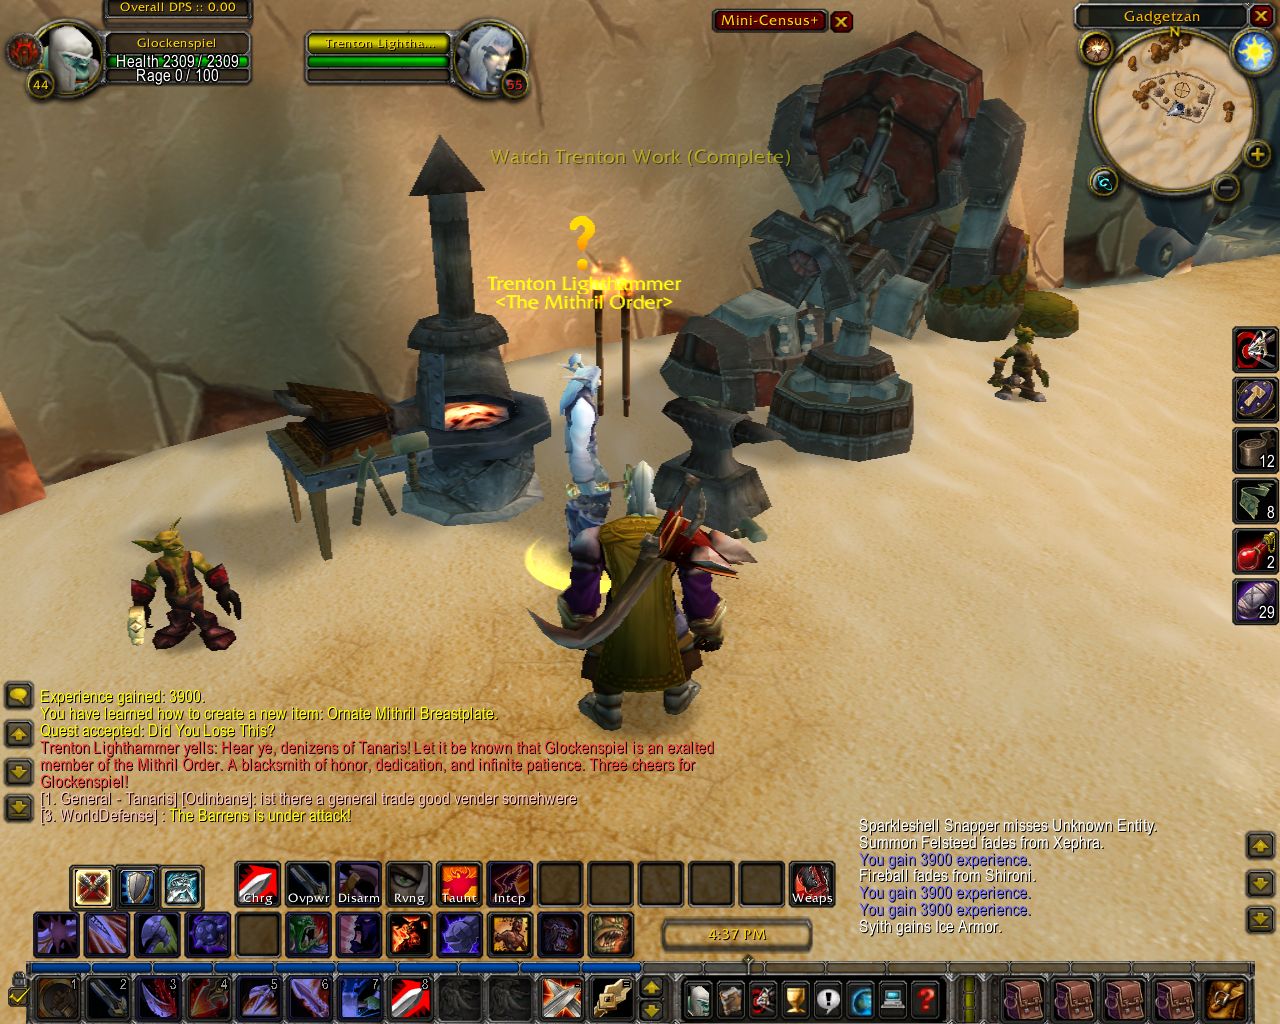 Overall DPS :: 0.00
Mini-Census+
Gadgetzan
N
Glockenspiel
Health 2309 / 2309
Rage 0 / 100
44
Trenton Lightha...
55
Watch Trenton Work (Complete)
?
Trenton Lighthammer
<The Mithril Order>
12
8
2
29
Experience gained: 3900.
You have learned how to create a new item: Ornate Mithril Breastplate.
Quest accepted: Did You Lose This?
Trenton Lighthammer yells: Hear ye, denizens of Tanaris! Let it be known that Glockenspiel is an exalted
member of the Mithril Order. A blacksmith of honor, dedication, and infinite patience. Three cheers for
Glockenspiel!
[1. General - Tanaris] [Odinbane]: ist there a general trade good vender somehwere
[3. WorldDefense] : The Barrens is under attack!
Sparkleshell Snapper misses Unknown Entity.
Summon Felsteed fades from Xephra.
You gain 3900 experience.
Fireball fades from Shironi.
You gain 3900 experience.
You gain 3900 experience.
Syith gains Ice Armor.
Chrg Ovpwr Disarm Rvng Taunt Intcp Weaps
4:37 PM
1 2 3 4 5 6 7 8 - =